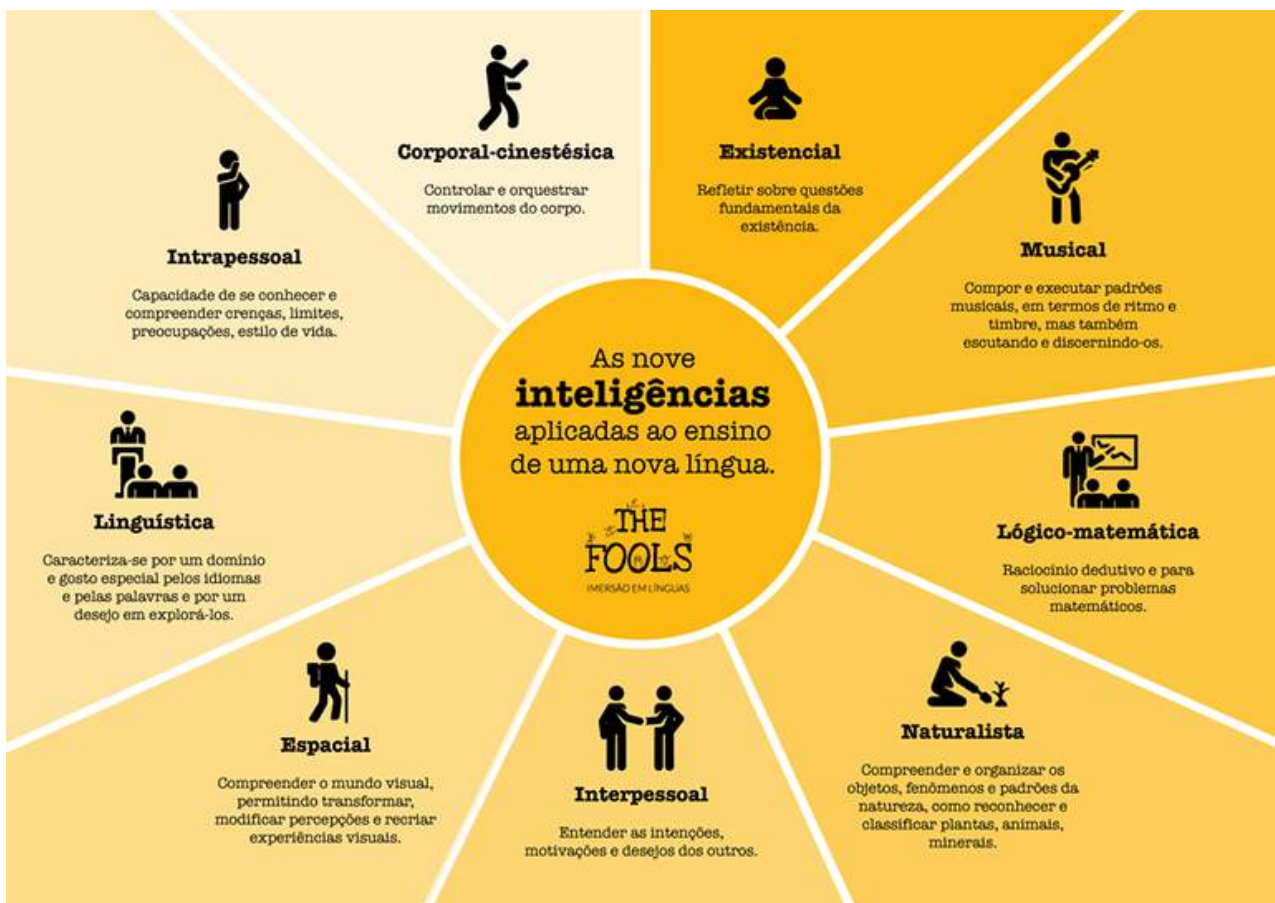 As nove
inteligências
aplicadas ao ensino
de uma nova língua.
THE
FOOLS
IMERSÃO EM LÍNGUAS
Existencial
Refletir sobre questões
fundamentais da
existência.
Musical
Compor e executar padrões
musicais, em termos de ritmo e
timbre, mas também
escutando e discernindo-os.
Lógico-matemática
Raciocínio dedutivo e para
solucionar problemas
matemáticos.
Naturalista
Compreender e organizar os
objetos, fenômenos e padrões da
natureza, como reconhecer e
classificar plantas, animais,
minerais.
Interpessoal
Entender as intenções,
motivações e desejos dos outros.
Espacial
Compreender o mundo visual,
permitindo transformar,
modificar percepções e recriar
experiências visuais.
Linguística
Caracteriza-se por um domínio
e gosto especial pelos idiomas
e pelas palavras e por um
desejo em explorá-los.
Intrapessoal
Capacidade de se conhecer e
compreender crenças, limites,
preocupações, estilo de vida.
Corporal-cinestésica
Controlar e orquestrar
movimentos do corpo.